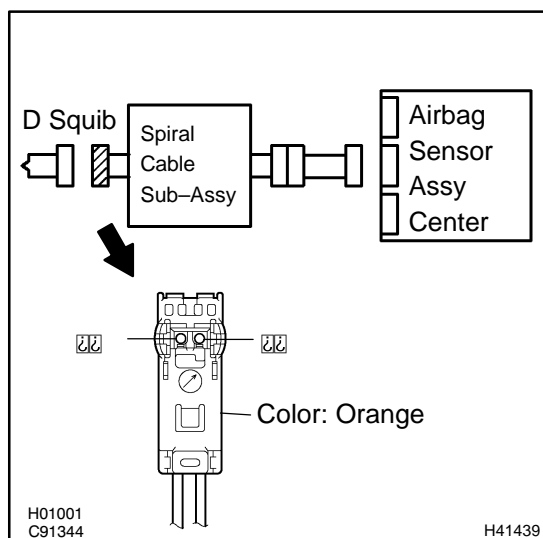 D Squib
Spiral
Cable
Sub–Assy
Airbag
Sensor
Assy
Center
Color: Orange
H01001
C91344
H41439